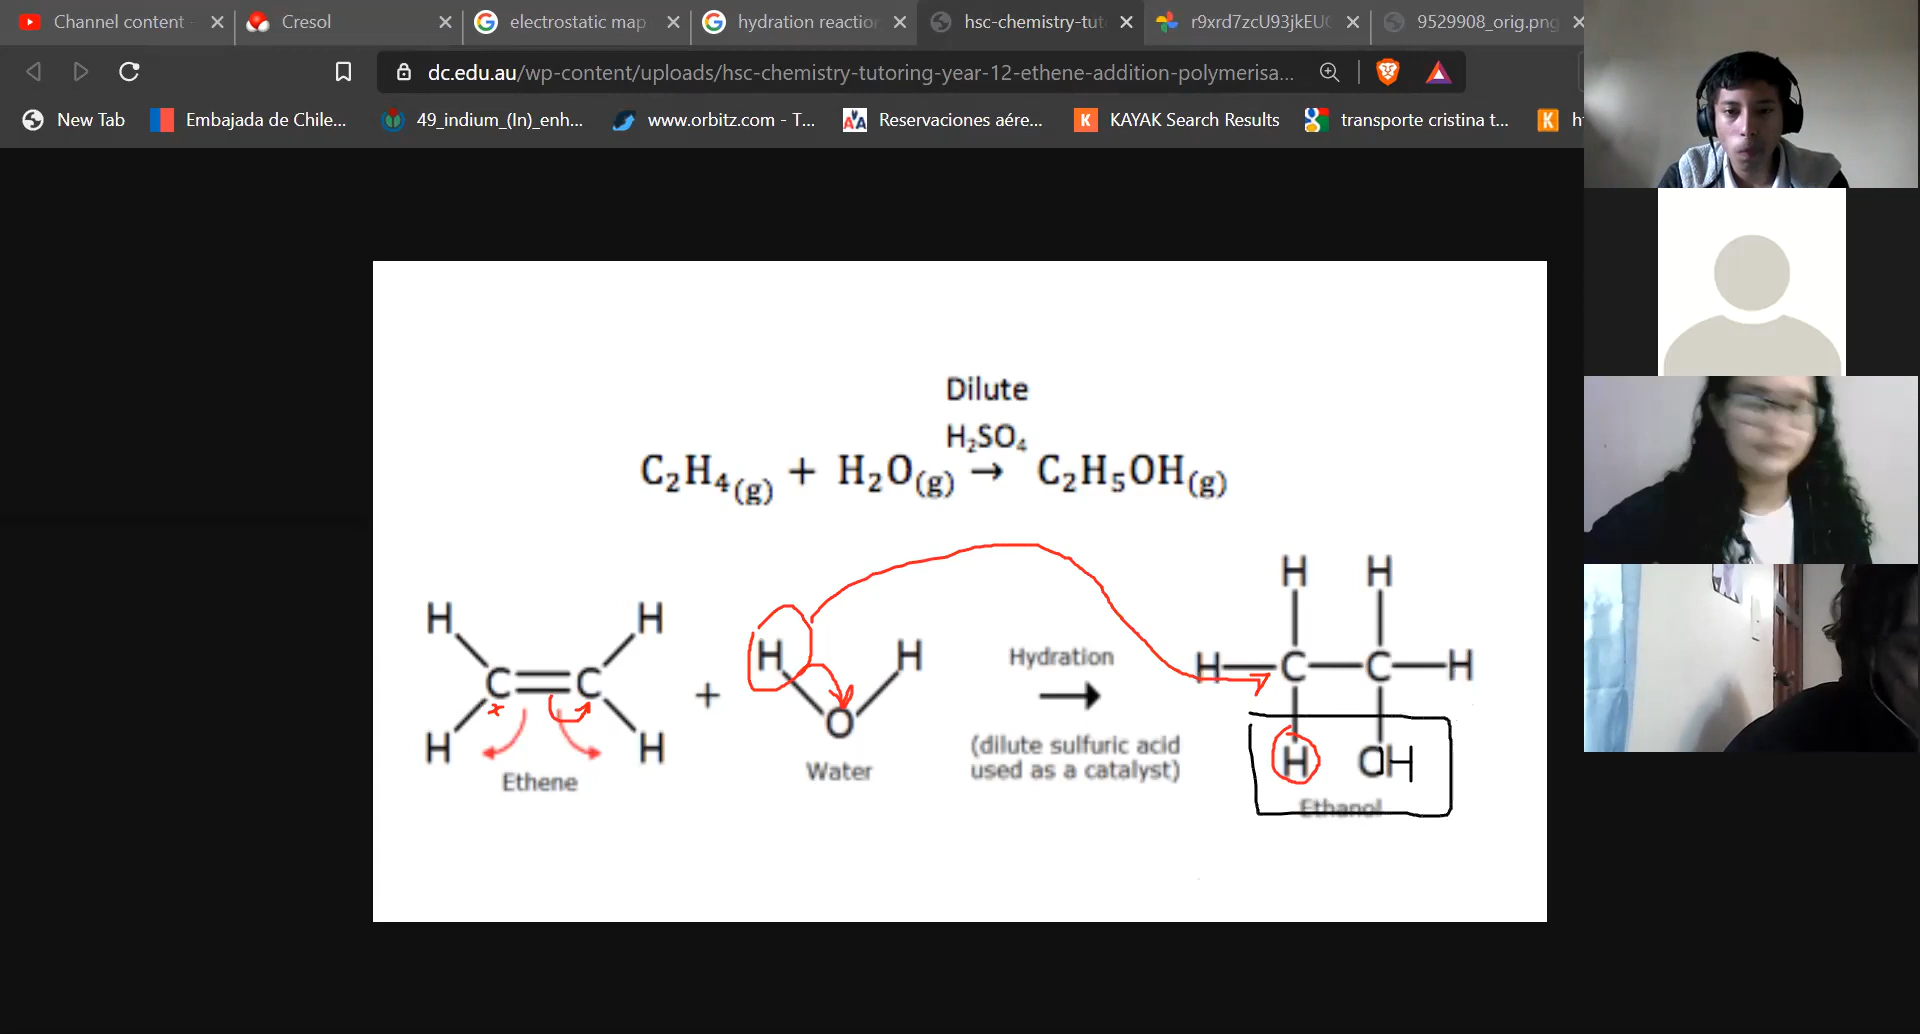 Channel content
Cresol
electrostatic map
hydration reactio
hsc-chemistry-tut
r9xrd7zcU93jkEU
9529908_orig.png
dc.edu.au/wp-content/uploads/hsc-chemistry-tutoring-year-12-ethene-addition-polymerisa...
New Tab
Embajada de Chile...
49_indium_(In)_enh...
www.orbitz.com - T...
Reservaciones aére...
KAYAK Search Results
transporte cristina t...
Dilute
H₂SO₄
C₂H₄(g) + H₂O(g) → C₂H₅OH(g)
H H
H H
H H
Hydration
H C C H
C C
+
O
H H
(dilute sulfuric acid
used as a catalyst)
H OH
Ethene
Water
Ethanol